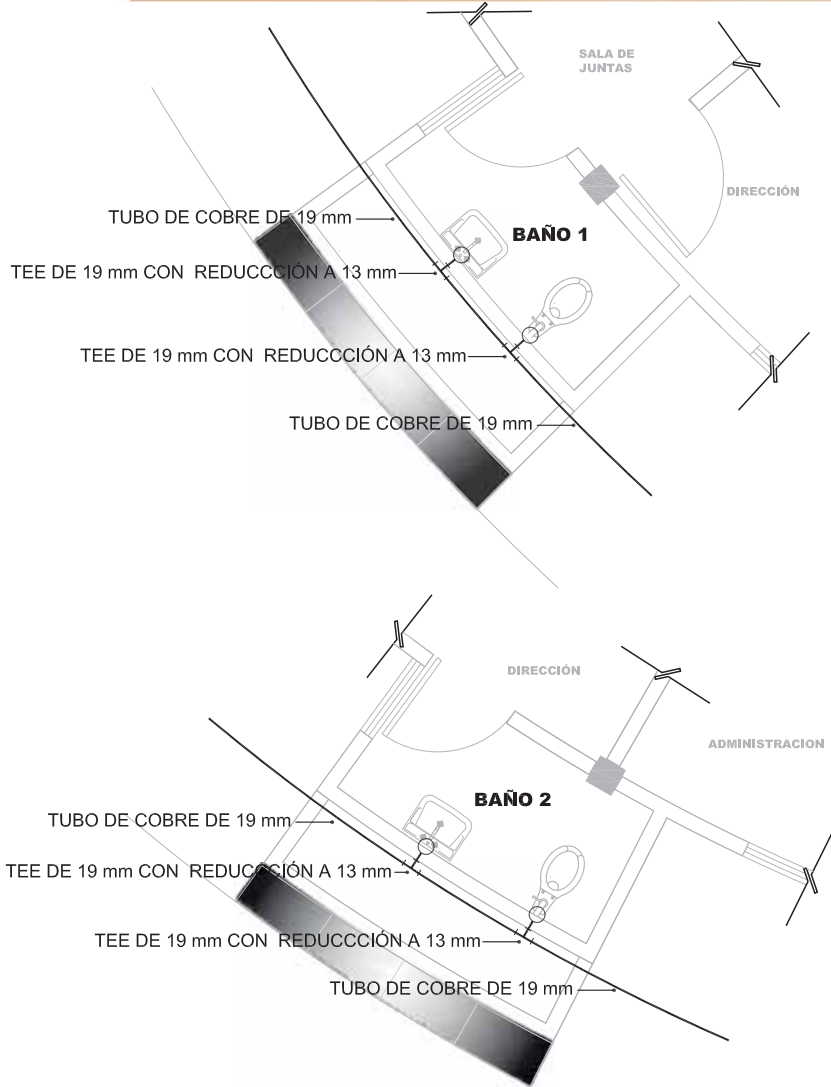 SALA DE
JUNTAS
DIRECCIÓN
TUBO DE COBRE DE 19 mm
BAÑO 1
TEE DE 19 mm CON REDUCCCIÓN A 13 mm
TEE DE 19 mm CON REDUCCCIÓN A 13 mm
TUBO DE COBRE DE 19 mm
DIRECCIÓN
ADMINISTRACION
BAÑO 2
TUBO DE COBRE DE 19 mm
TEE DE 19 mm CON REDUCCCIÓN A 13 mm
TEE DE 19 mm CON REDUCCCIÓN A 13 mm
TUBO DE COBRE DE 19 mm